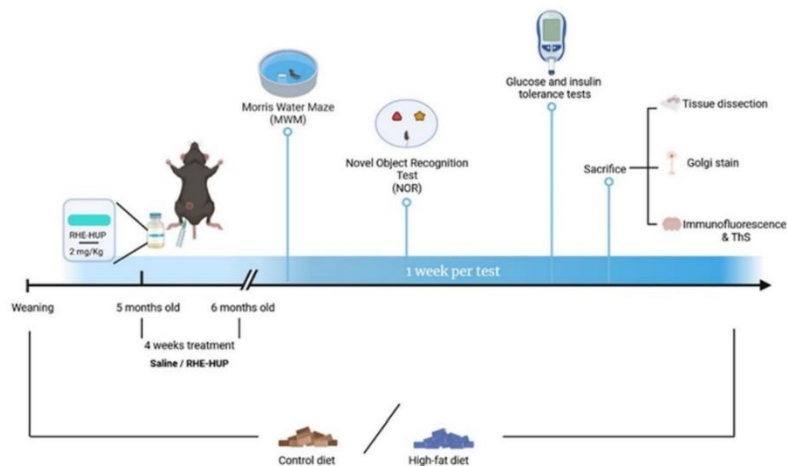 Morris Water Maze
(MWM)
Novel Object Recognition
Test
(NOR)
Glucose and insulin
tolerance tests
Sacrifice
Tissue dissection
Golgi stain
Immunofluorescence
& ThS
RHE-HUP
2 mg/Kg
1 week per test
Weaning
5 months old
6 months old
4 weeks treatment
Saline / RHE-HUP
Control diet
High-fat diet